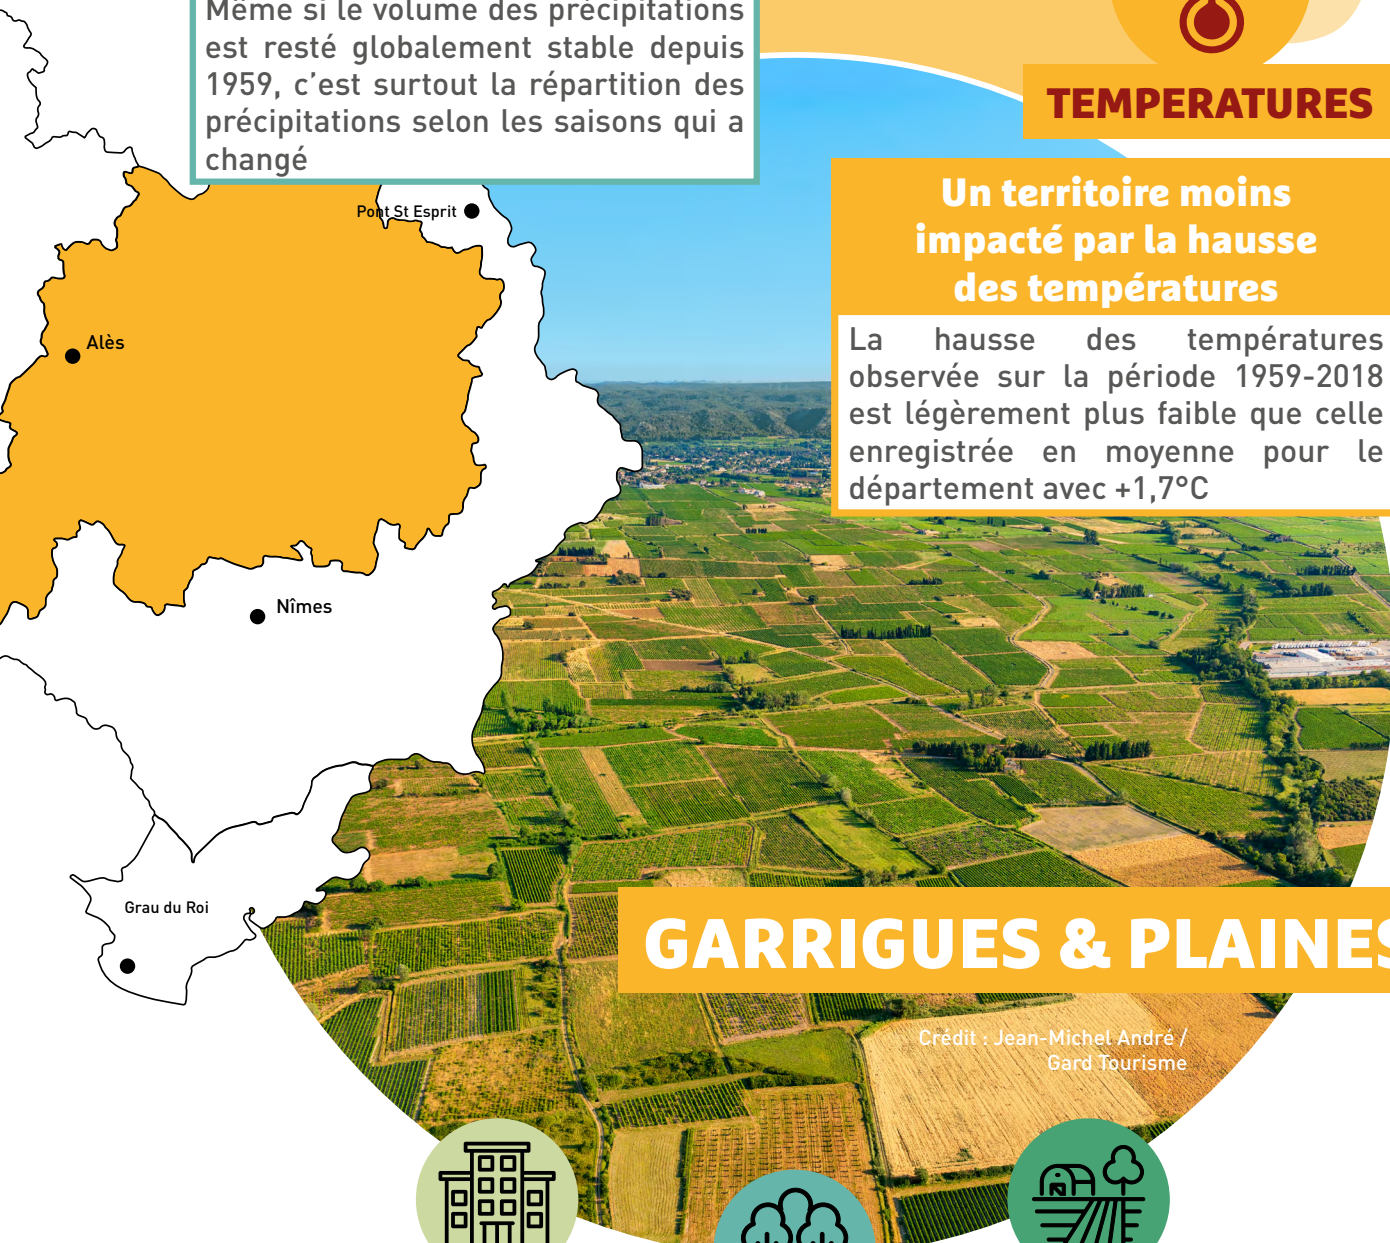 Même si le volume des précipitations
est resté globalement stable depuis
1959, c’est surtout la répartition des
précipitations selon les saisons qui a
changé
TEMPERATURES
Un territoire moins
impacté par la hausse
des températures
La hausse des températures
observée sur la période 1959-2018
est légèrement plus faible que celle
enregistrée en moyenne pour le
département avec +1,7°C
Pont St Esprit
Alès
Nîmes
Grau du Roi
GARRIGUES & PLAINES
Crédit : Jean-Michel André /
Gard Tourisme